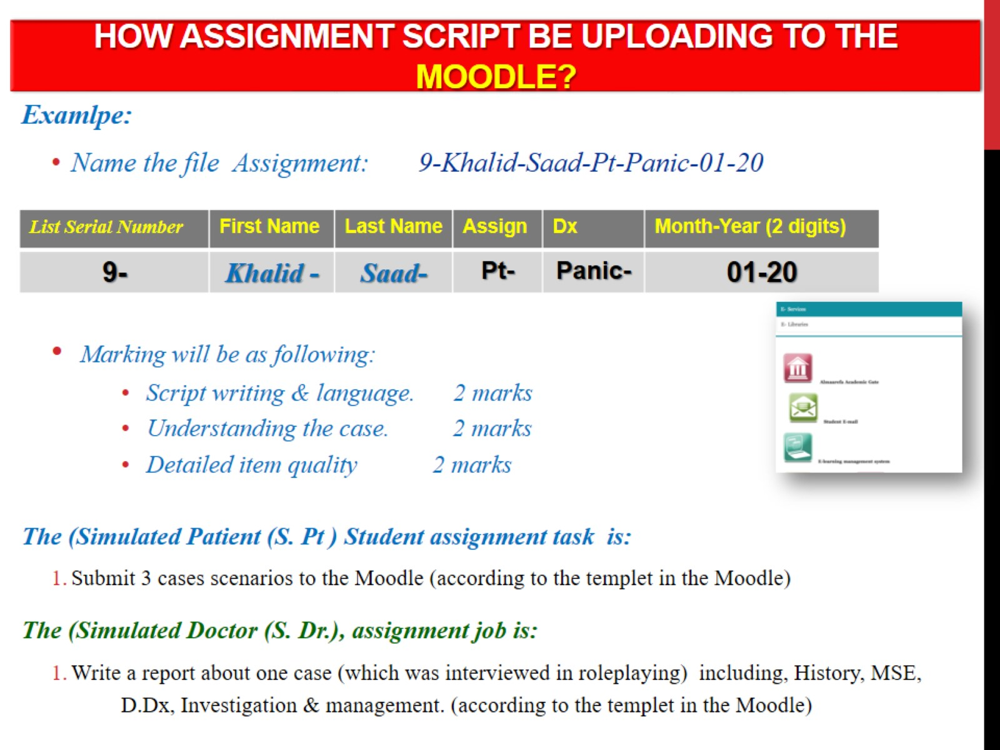 HOW ASSIGNMENT SCRIPT BE UPLOADING TO THE
MOODLE?
Examlpe:
• Name the file Assignment: 9-Khalid-Saad-Pt-Panic-01-20
List Serial Number First Name Last Name Assign Dx Month-Year (2 digits)
9- Khalid - Saad- Pt- Panic- 01-20
E- Services
E- Libraries
Almaarefa Academic Gate
Student E-mail
E-learning management system
• Marking will be as following:
• Script writing & language. 2 marks
• Understanding the case. 2 marks
• Detailed item quality 2 marks
The (Simulated Patient (S. Pt ) Student assignment task is:
1. Submit 3 cases scenarios to the Moodle (according to the templet in the Moodle)
The (Simulated Doctor (S. Dr.), assignment job is:
1. Write a report about one case (which was interviewed in roleplaying) including, History, MSE,
D.Dx, Investigation & management. (according to the templet in the Moodle)